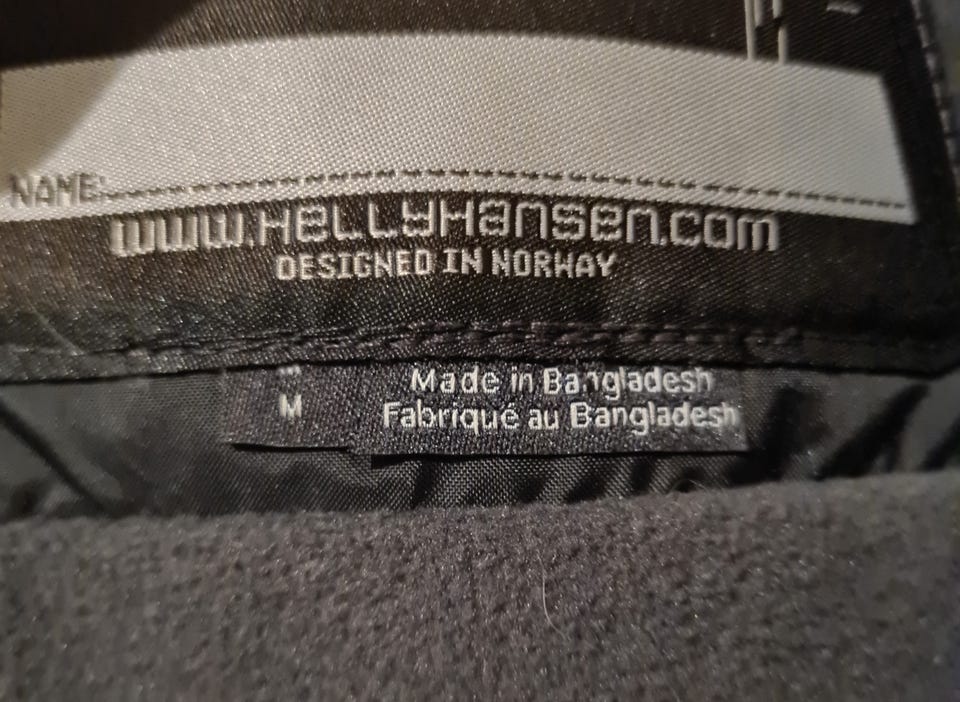 NAME:
www.HELLYHANSEN.COM
DESIGNED IN NORWAY
M
Made in Bangladesh
Fabriqué au Bangladesh